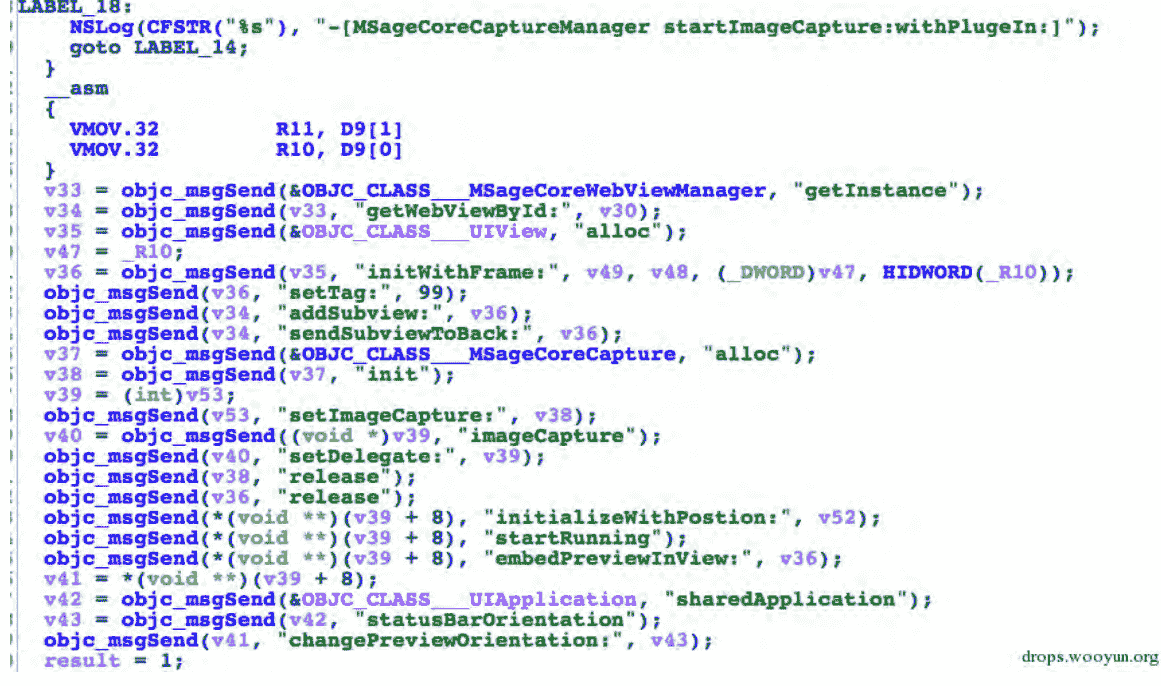 LABEL_18:
NSLog(CFSTR("%s"), "-[MSageCoreCaptureManager startImageCapture:withPlugeIn:]");
goto LABEL_14;
}
__asm
{
VMOV.32 R11, D9[1]
VMOV.32 R10, D9[0]
}
v33 = objc_msgSend(&OBJC_CLASS___MSageCoreWebViewManager, "getInstance");
v34 = objc_msgSend(v33, "getWebViewById:", v30);
v35 = objc_msgSend(&OBJC_CLASS___UIView, "alloc");
v47 = _R10;
v36 = objc_msgSend(v35, "initWithFrame:", v49, v48, (_DWORD)v47, HIDWORD(_R10));
objc_msgSend(v36, "setTag:", 99);
objc_msgSend(v34, "addSubview:", v36);
objc_msgSend(v34, "sendSubviewToBack:", v36);
v37 = objc_msgSend(&OBJC_CLASS___MSageCoreCapture, "alloc");
v38 = objc_msgSend(v37, "init");
v39 = (int)v53;
objc_msgSend(v53, "setImageCapture:", v38);
v40 = objc_msgSend((void *)v39, "imageCapture");
objc_msgSend(v40, "setDelegate:", v39);
objc_msgSend(v38, "release");
objc_msgSend(v36, "release");
objc_msgSend(*(void **)(v39 + 8), "initializeWithPostion:", v52);
objc_msgSend(*(void **)(v39 + 8), "startRunning");
objc_msgSend(*(void **)(v39 + 8), "embedPreviewInView:", v36);
v41 = *(void **)(v39 + 8);
v42 = objc_msgSend(&OBJC_CLASS___UIApplication, "sharedApplication");
v43 = objc_msgSend(v42, "statusBarOrientation");
objc_msgSend(v41, "changePreviewOrientation:", v43);
result = 1;
drops.wooyun.org